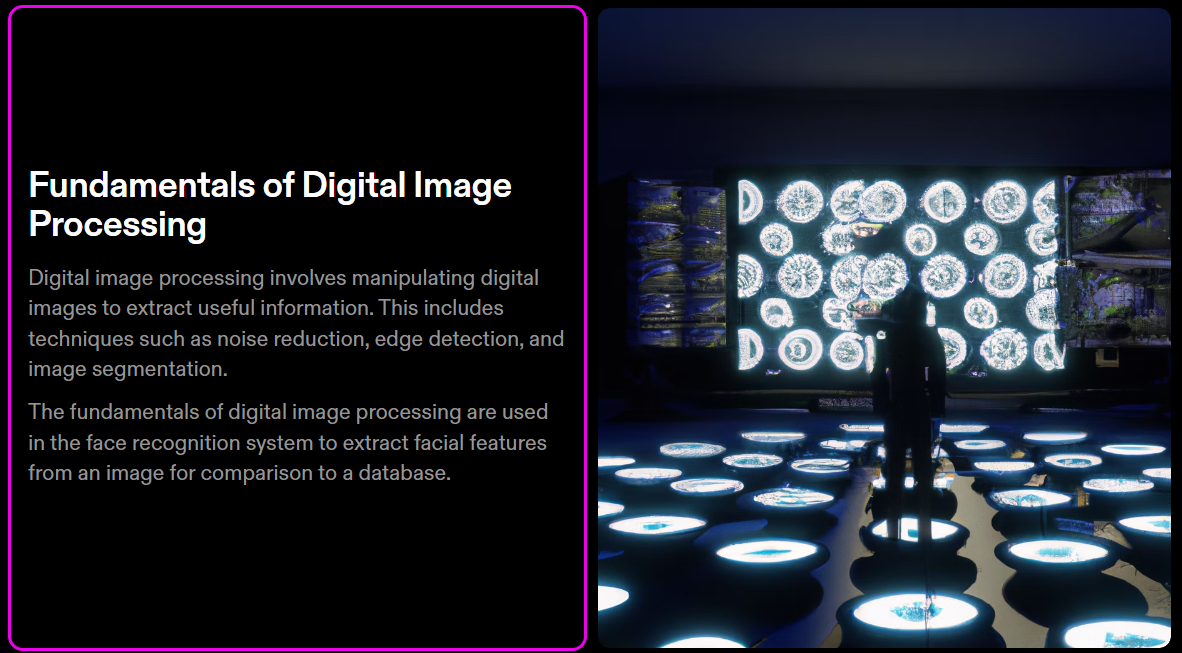 Fundamentals of Digital Image
Processing
Digital image processing involves manipulating digital
images to extract useful information. This includes
techniques such as noise reduction, edge detection, and
image segmentation.
The fundamentals of digital image processing are used
in the face recognition system to extract facial features
from an image for comparison to a database.